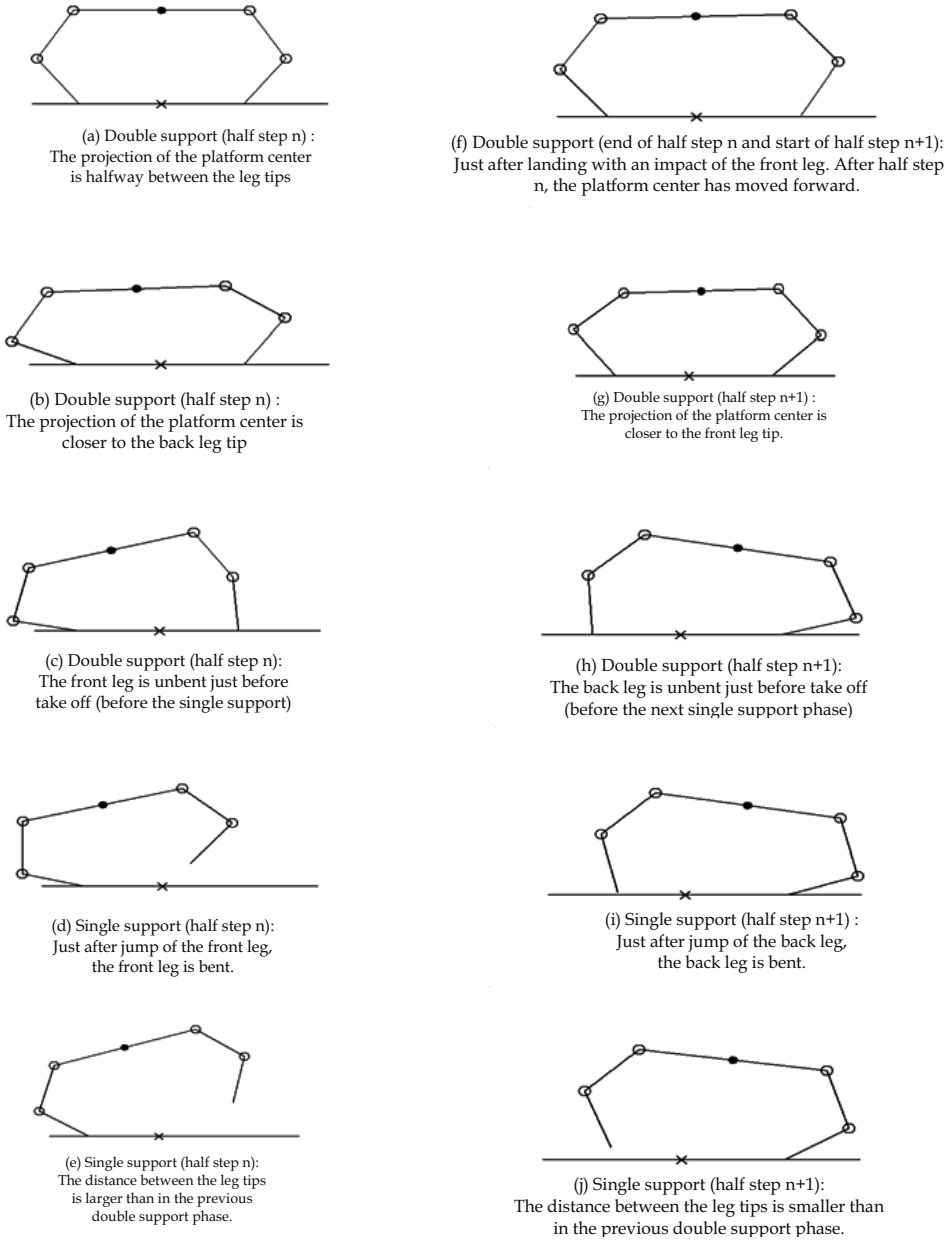 (a) Double support (half step n) :
The projection of the platform center
is halfway between the leg tips
(b) Double support (half step n) :
The projection of the platform center is
closer to the back leg tip
(c) Double support (half step n):
The front leg is unbent just before
take off (before the single support)
(d) Single support (half step n):
Just after jump of the front leg,
the front leg is bent.
(e) Single support (half step n):
The distance between the leg tips
is larger than in the previous
double support phase.
(f) Double support (end of half step n and start of half step n+1):
Just after landing with an impact of the front leg. After half step
n, the platform center has moved forward.
(g) Double support (half step n+1) :
The projection of the platform center is
closer to the front leg tip.
(h) Double support (half step n+1):
The back leg is unbent just before take off
(before the next single support phase)
(i) Single support (half step n+1) :
Just after jump of the back leg,
the back leg is bent.
(j) Single support (half step n+1):
The distance between the leg tips is smaller than
in the previous double support phase.